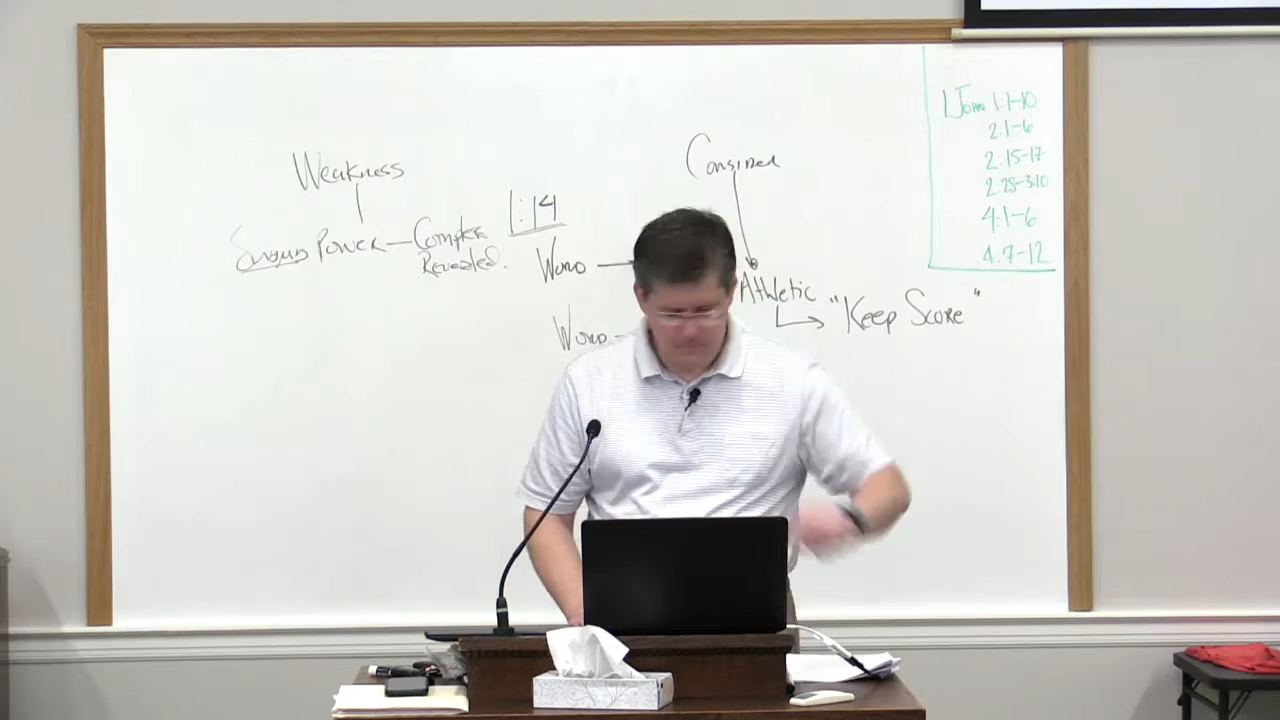 Weakness
Power — Complete
Revealed.
1:14
Word
Word
Consider
Athletic
"Keep Score"
1 John 1:1-10
2:1-6
2:15-17
2:28-3:10
4:1-6
4:7-12